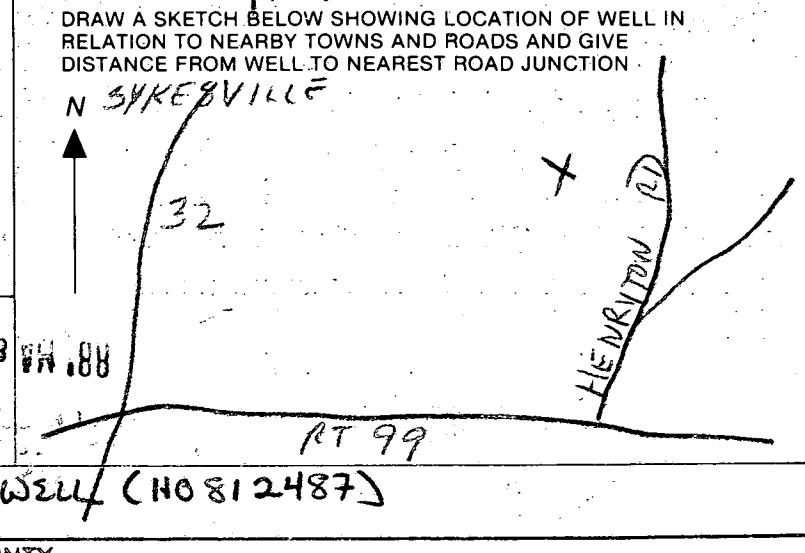 DRAW A SKETCH BELOW SHOWING LOCATION OF WELL IN
RELATION TO NEARBY TOWNS AND ROADS AND GIVE
DISTANCE FROM WELL TO NEAREST ROAD JUNCTION
N SYKESVILLE
32
X
HENRYTON RD
RT 99
WELL (HO812487)